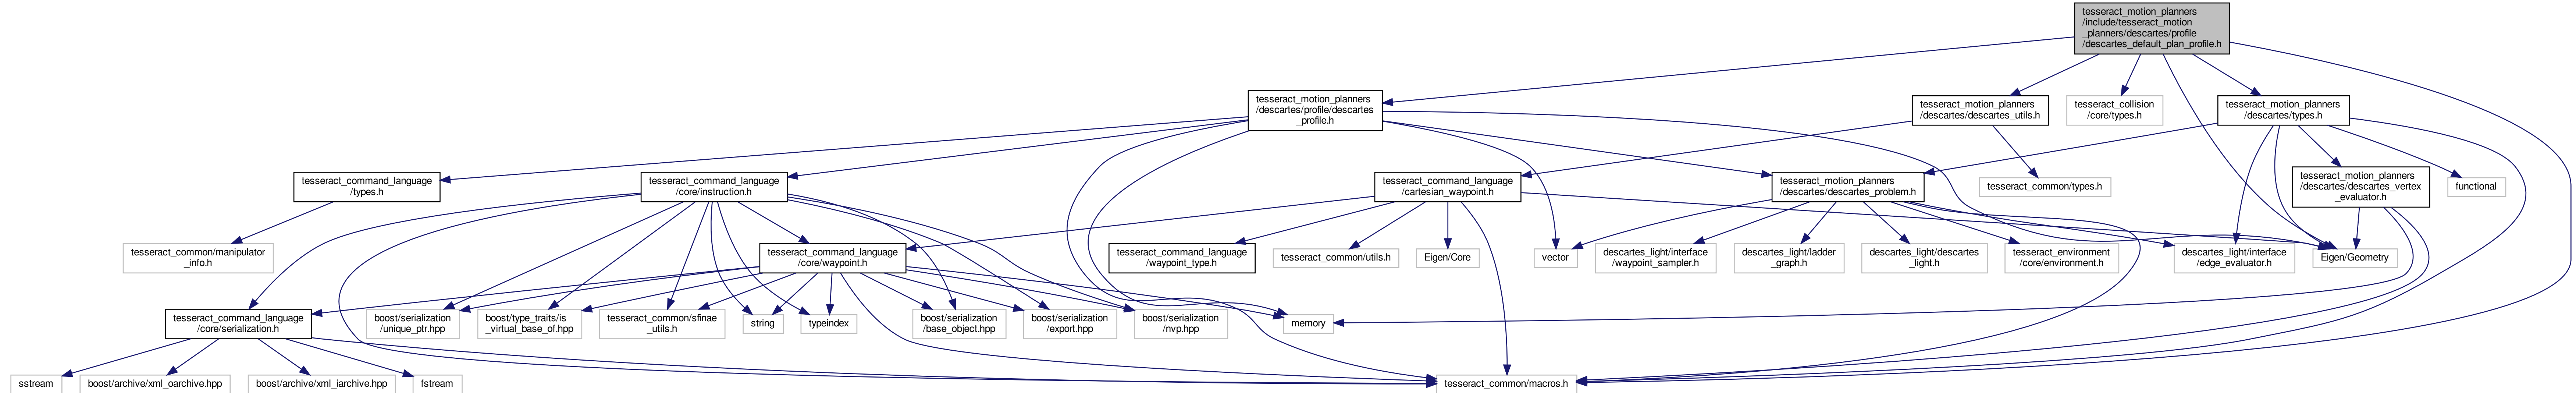 tesseract_motion_planners
/include/tesseract_motion
_planners/descartes/profile
/descartes_default_plan_profile.h
tesseract_motion_planners
/descartes/profile/descartes
_profile.h
tesseract_motion_planners
/descartes/descartes_utils.h
tesseract_collision
/core/types.h
tesseract_motion_planners
/descartes/types.h
tesseract_command_language
/types.h
tesseract_command_language
/core/instruction.h
tesseract_command_language
/cartesian_waypoint.h
tesseract_motion_planners
/descartes/descartes_problem.h
tesseract_common/types.h
tesseract_motion_planners
/descartes/descartes_vertex
_evaluator.h
functional
tesseract_common/manipulator
_info.h
tesseract_command_language
/core/waypoint.h
tesseract_command_language
/waypoint_type.h
tesseract_common/utils.h
Eigen/Core
vector
descartes_light/interface
/waypoint_sampler.h
descartes_light/ladder
_graph.h
descartes_light/descartes
_light.h
tesseract_environment
/core/environment.h
descartes_light/interface
/edge_evaluator.h
Eigen/Geometry
tesseract_command_language
/core/serialization.h
boost/serialization
/unique_ptr.hpp
boost/type_traits/is
_virtual_base_of.hpp
tesseract_common/sfinae
_utils.h
string
typeindex
boost/serialization
/base_object.hpp
boost/serialization
/export.hpp
boost/serialization
/nvp.hpp
memory
sstream
boost/archive/xml_oarchive.hpp
boost/archive/xml_iarchive.hpp
fstream
tesseract_common/macros.h